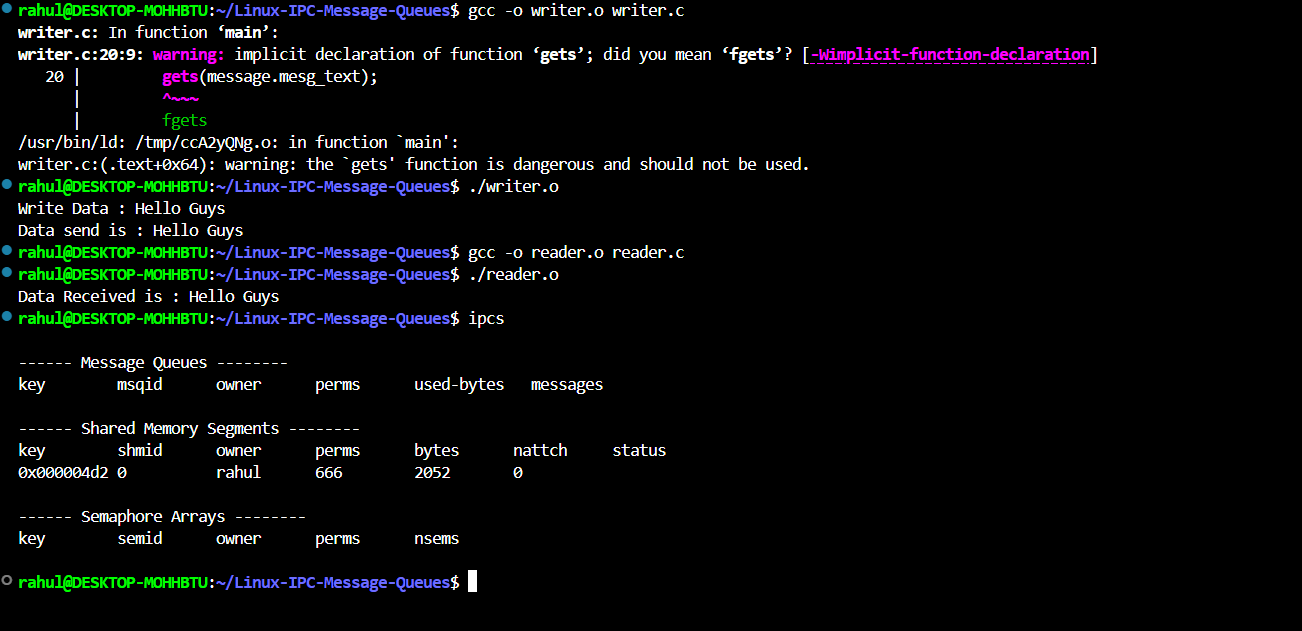 rahul@DESKTOP-MOHHBTU:~/Linux-IPC-Message-Queues$ gcc -o writer.o writer.c
writer.c: In function ‘main’:
writer.c:20:9: warning: implicit declaration of function ‘gets’; did you mean ‘fgets’? [-Wimplicit-function-declaration]
   20 |         gets(message.mesg_text);
      |         ^~~~
      |         fgets
/usr/bin/ld: /tmp/ccA2yQNg.o: in function `main':
writer.c:(.text+0x64): warning: the `gets' function is dangerous and should not be used.
rahul@DESKTOP-MOHHBTU:~/Linux-IPC-Message-Queues$ ./writer.o
Write Data : Hello Guys
Data send is : Hello Guys
rahul@DESKTOP-MOHHBTU:~/Linux-IPC-Message-Queues$ gcc -o reader.o reader.c
rahul@DESKTOP-MOHHBTU:~/Linux-IPC-Message-Queues$ ./reader.o
Data Received is : Hello Guys
rahul@DESKTOP-MOHHBTU:~/Linux-IPC-Message-Queues$ ipcs
------ Message Queues --------
key        msqid      owner      perms      used-bytes   messages
------ Shared Memory Segments --------
key        shmid      owner      perms      bytes      nattch     status
0x000004d2 0          rahul      666        2052       0
------ Semaphore Arrays --------
key        semid      owner      perms      nsems
rahul@DESKTOP-MOHHBTU:~/Linux-IPC-Message-Queues$